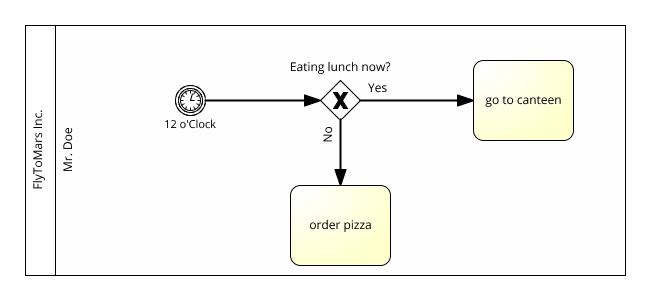 FlyToMars Inc.
Mr. Doe
12 o'Clock
Eating lunch now?
Yes
No
go to canteen
order pizza